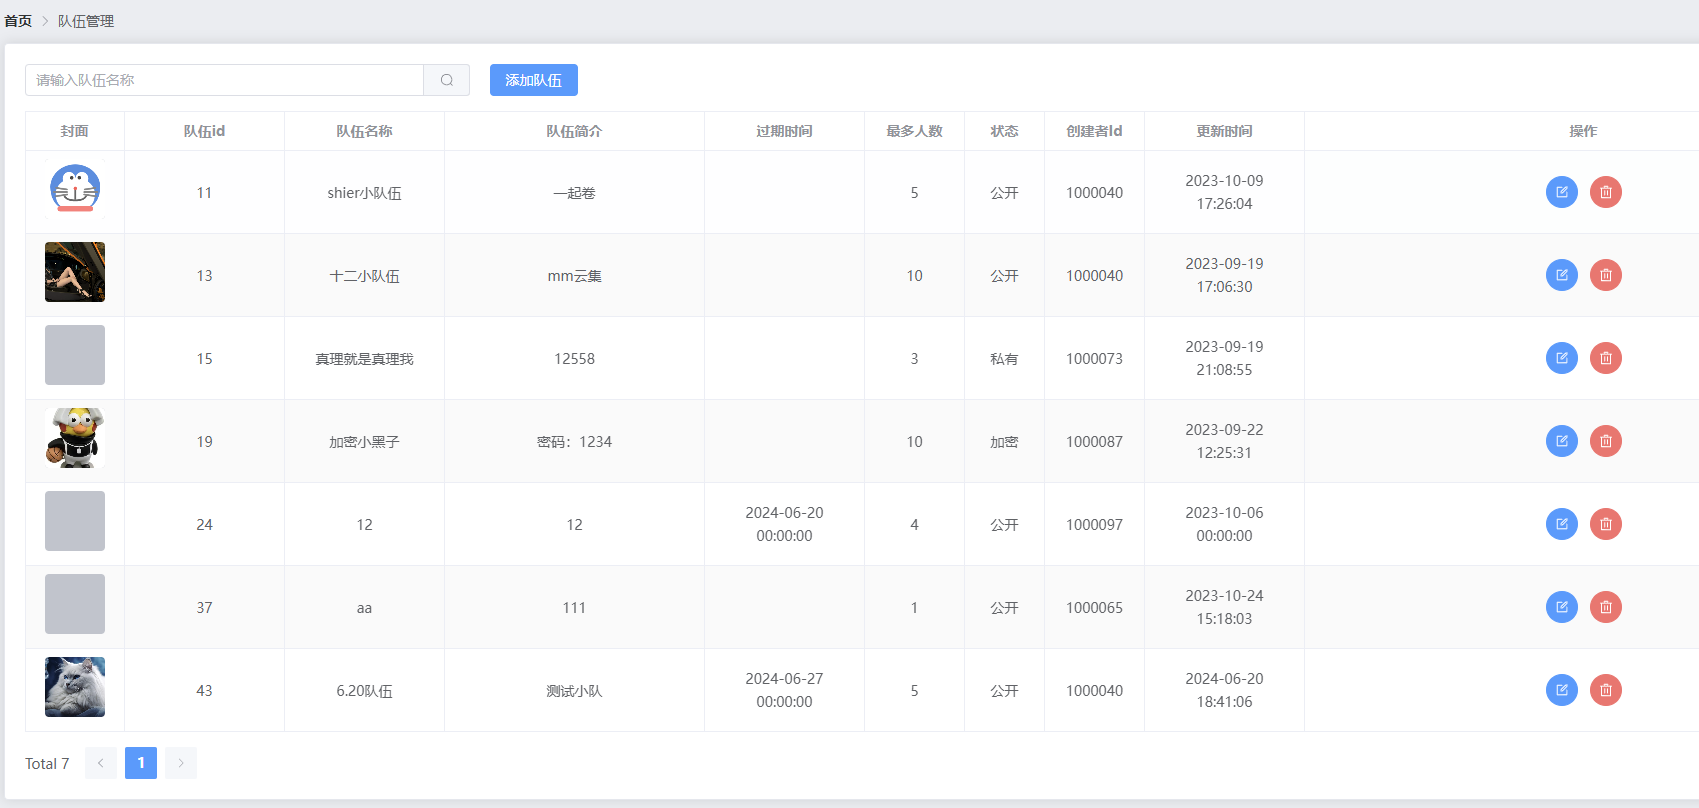 首页 > 队伍管理
请输入队伍名称 添加队伍
封面 队伍id 队伍名称 队伍简介 过期时间 最多人数 状态 创建者Id 更新时间 操作
11 shier小队伍 一起卷 5 公开 1000040 2023-10-09
17:26:04
13 十二小队伍 mm云集 10 公开 1000040 2023-09-19
17:06:30
15 真理就是真理我 12558 3 私有 1000073 2023-09-19
21:08:55
19 加密小黑子 密码：1234 10 加密 1000087 2023-09-22
12:25:31
24 12 12 2024-06-20 4 公开 1000097 2023-10-06
00:00:00 00:00:00
37 aa 111 1 公开 1000065 2023-10-24
15:18:03
43 6.20队伍 测试小队 2024-06-27 5 公开 1000040 2024-06-20
00:00:00 18:41:06
Total 7 < 1 >